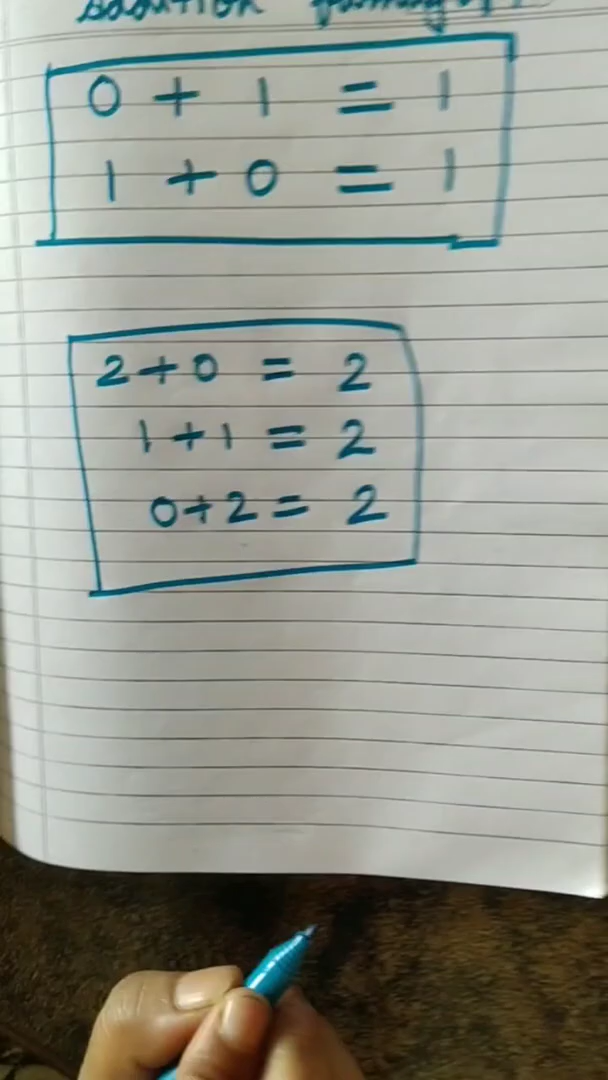 0 + 1 = 1
1 + 0 = 1
2 + 0 = 2
1 + 1 = 2
0 + 2 = 2